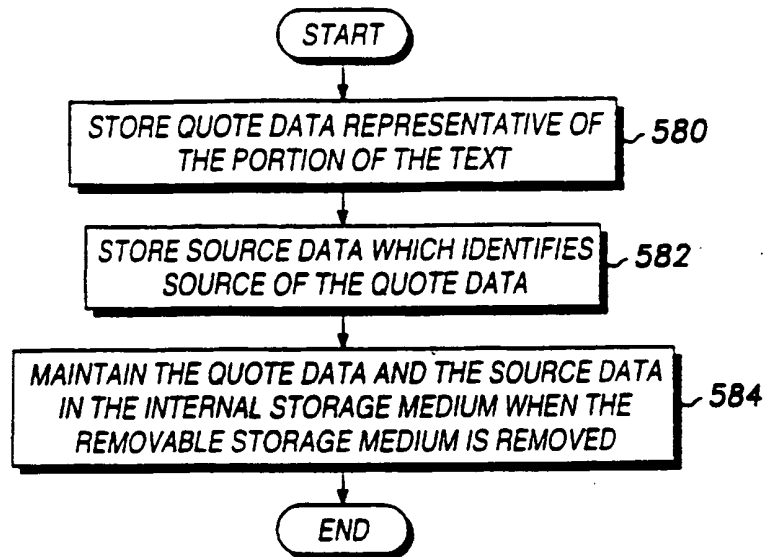 START
STORE QUOTE DATA REPRESENTATIVE OF
THE PORTION OF THE TEXT
580
STORE SOURCE DATA WHICH IDENTIFIES
SOURCE OF THE QUOTE DATA
582
MAINTAIN THE QUOTE DATA AND THE SOURCE DATA
IN THE INTERNAL STORAGE MEDIUM WHEN THE
REMOVABLE STORAGE MEDIUM IS REMOVED
584
END